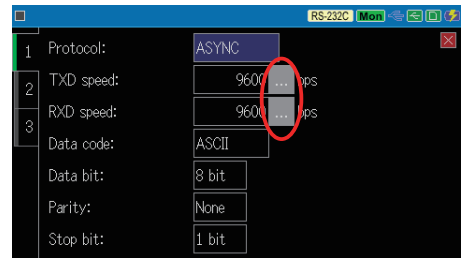 RS-232C Mon
1 Protocol: ASYNC
TXD speed: 9600 ... bps
2
RXD speed: 9600 ... bps
3
Data code: ASCII
Data bit: 8 bit
Parity: None
Stop bit: 1 bit